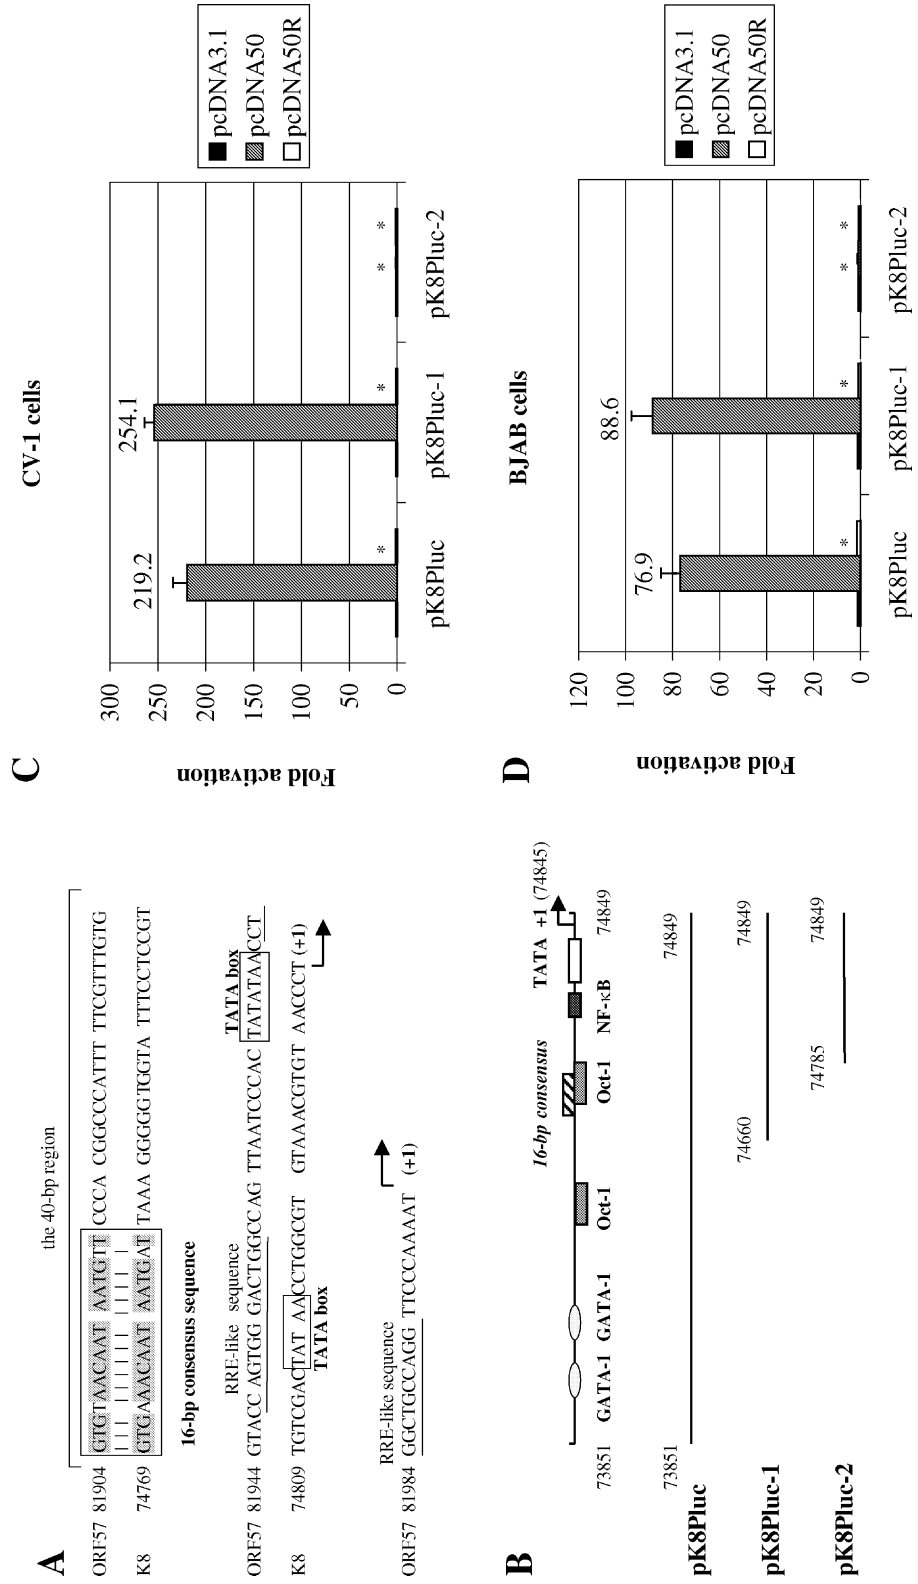 A
the 40-bp region
ORF57 81904 GTGTAACAAT AATGTT CCCA CGGCCCATTT TTCGTTTGTG
K8 74769 GTGAAACAAT AATGAT TAAA GGGGGTGGTA TTTCCTCCGT
16-bp consensus sequence
RRE-like sequence
TATA box
ORF57 81944 GTACC AGTGG GACTGGCCAG TTAATCCCAC TATATAACCT
K8 74809 TGTCGACTAT AACCTGGCGT GTAAACGTGT AACCCT (+1)
TATA box
RRE-like sequence
ORF57 81984 GGCTGCCAGG TTCCCAAAAT (+1)
B
16-bp consensus
TATA +1 (74845)
73851 GATA-1 GATA-1 Oct-1 Oct-1 NF-κB 74849
73851 74849
pK8Pluc
74660 74849
pK8Pluc-1
74785 74849
pK8Pluc-2
C
CV-1 cells
Fold activation
300
250
200
150
100
50
0
219.2
254.1
*
*
* *
pK8Pluc pK8Pluc-1 pK8Pluc-2
pcDNA3.1
pcDNA50
pcDNA50R
D
BJAB cells
Fold activation
120
100
80
60
40
20
0
76.9
88.6
*
*
* *
pK8Pluc pK8Pluc-1 pK8Pluc-2
pcDNA3.1
pcDNA50
pcDNA50R